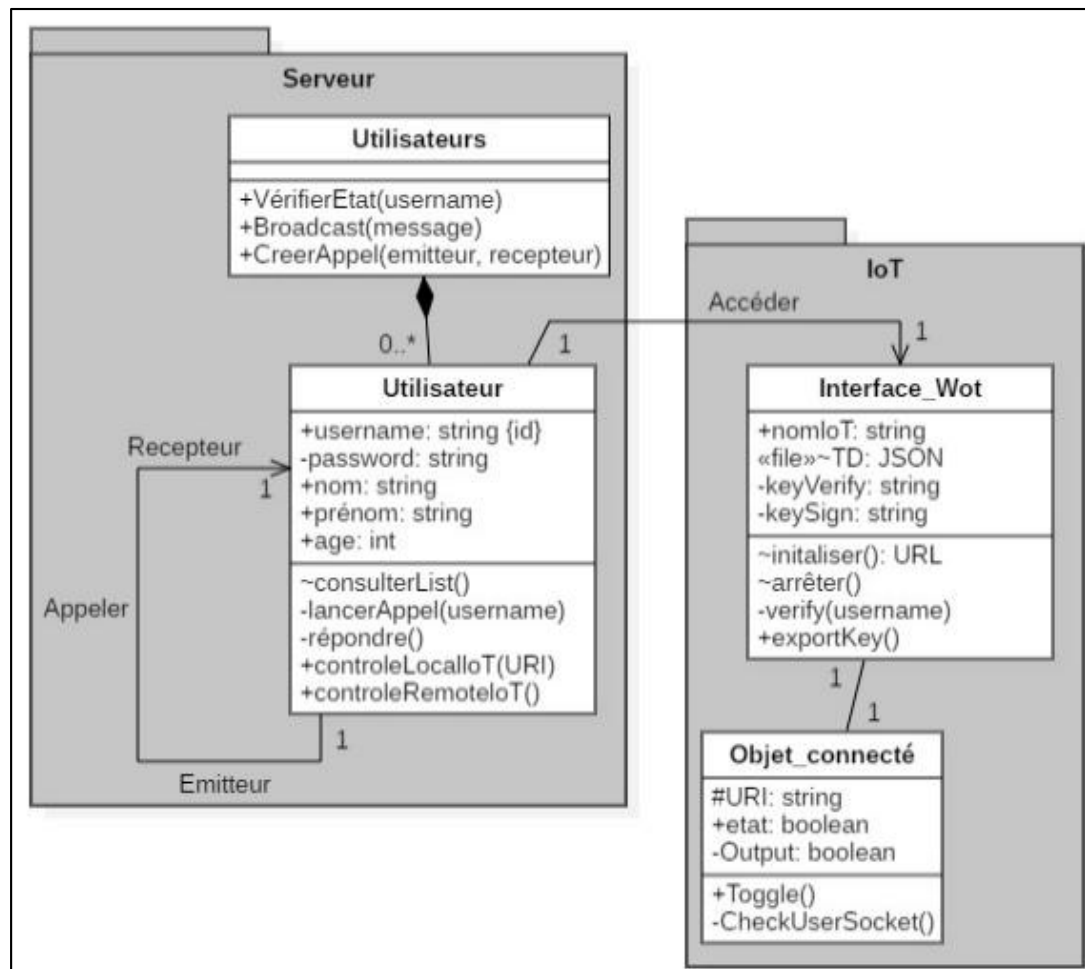 Serveur
Utilisateurs
+VérifierEtat(username)
+Broadcast(message)
+CreerAppel(emitteur, recepteur)
0..*
Utilisateur
+username: string {id}
-password: string
+nom: string
+prénom: string
+age: int
~consulterList()
-lancerAppel(username)
-répondre()
+controleLocalIoT(URI)
+controleRemoteIoT()
Recepteur
1
Appeler
1
Emitteur
IoT
Accéder
1
1
Interface_Wot
+nomIoT: string
«file»~TD: JSON
-keyVerify: string
-keySign: string
~initaliser(): URL
~arrêter()
-verify(username)
+exportKey()
1
1
Objet_connecté
#URI: string
+etat: boolean
-Output: boolean
+Toggle()
-CheckUserSocket()